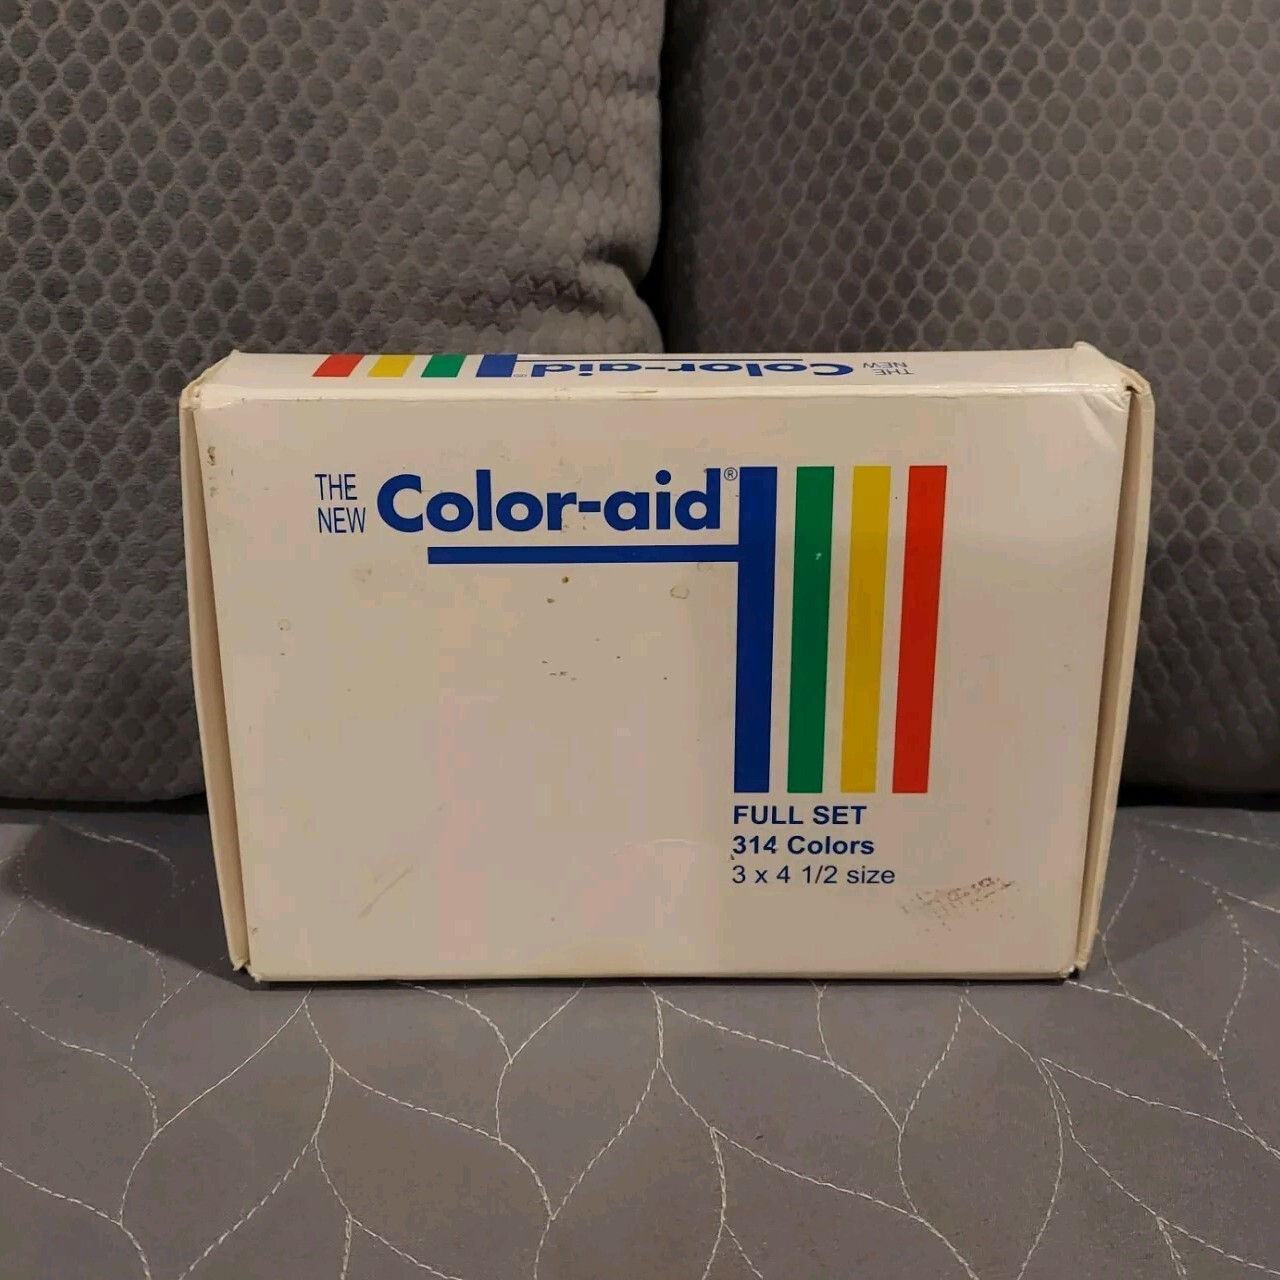 THE NEW Color-aid®
THE
NEW
Color-aid®
FULL SET
314 Colors
3 x 4 1/2 size